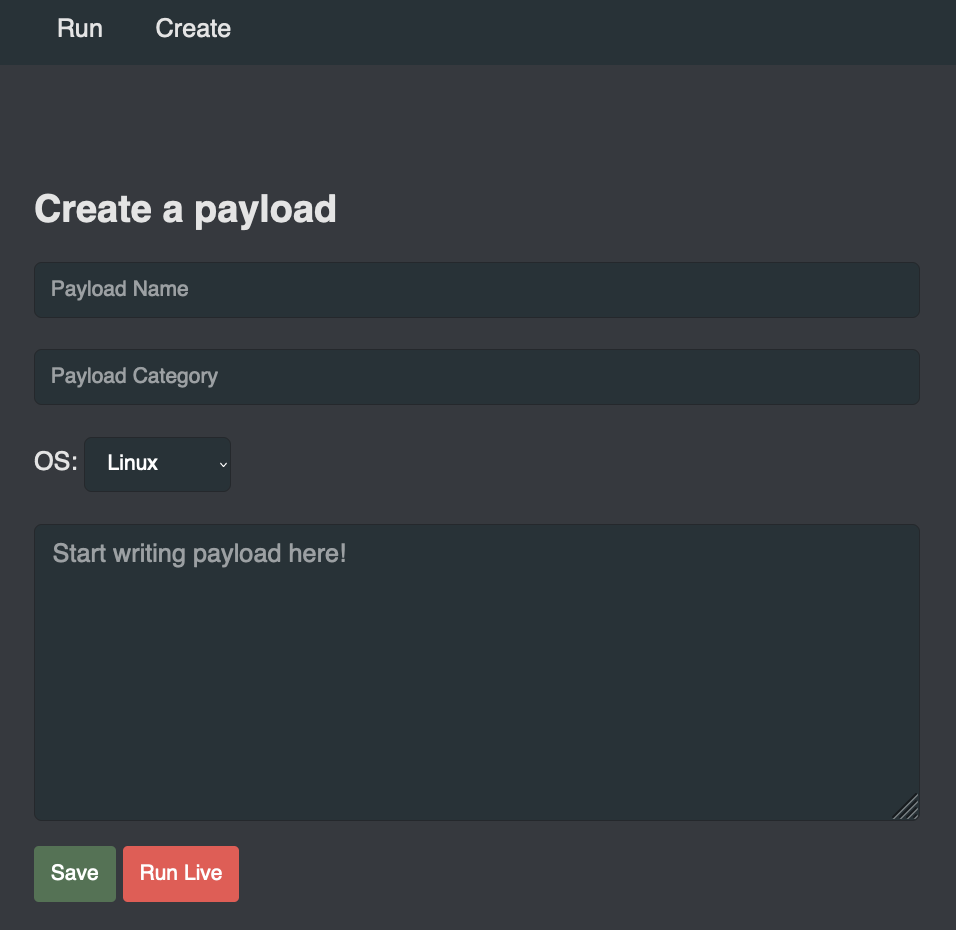 Run Create
Create a payload
Payload Name
Payload Category
OS: Linux
Start writing payload here!
Save Run Live